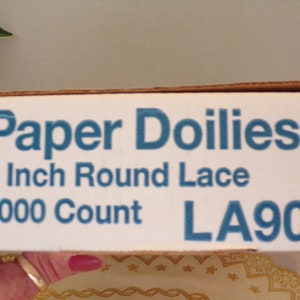 Paper Doilies
Inch Round Lace
000 Count LA90